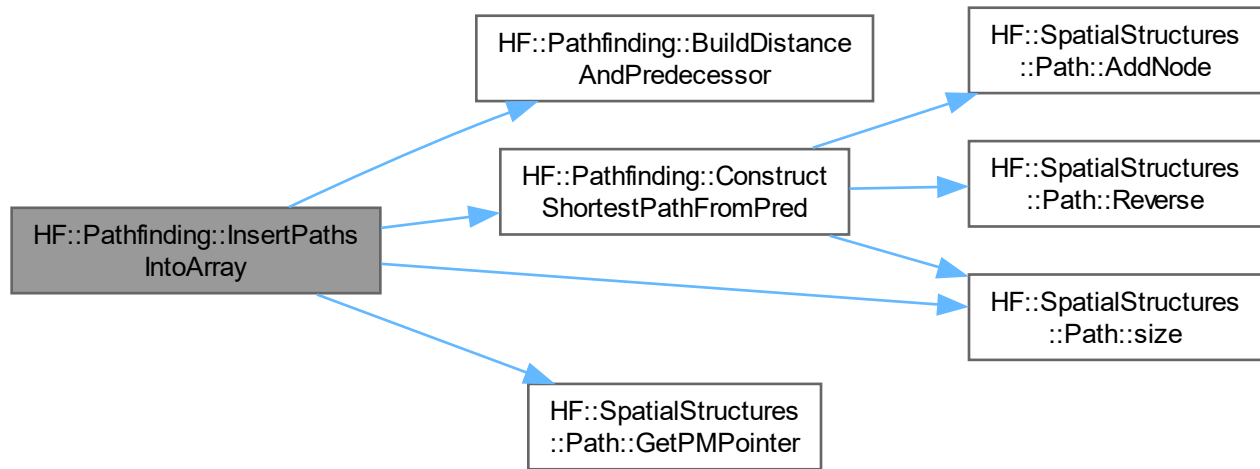 HF::Pathfinding::InsertPaths
IntoArray
HF::Pathfinding::BuildDistance
AndPredecessor
HF::Pathfinding::Construct
ShortestPathFromPred
HF::SpatialStructures
::Path::GetPMPointer
HF::SpatialStructures
::Path::AddNode
HF::SpatialStructures
::Path::Reverse
HF::SpatialStructures
::Path::size